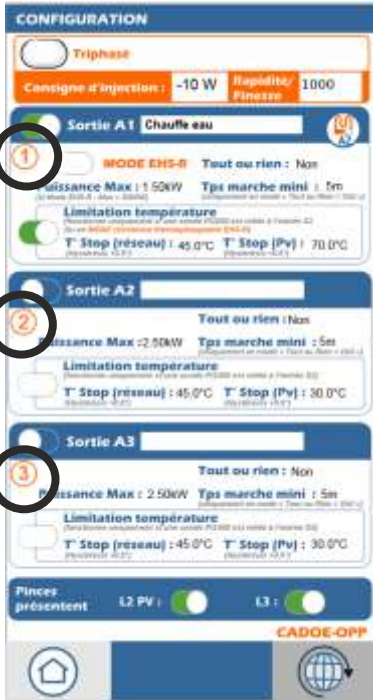 CONFIGURATION
Triphasé
Consigne d'injection : -10 W Rapidité/ Finesse 1000
Sortie A1 Chauffe eau
A2
1 MODE EHS-R Tout ou rien : Non
Puissance Max : 1.50kW Tps marche mini : 5m
Limitation température
T° Stop (réseau) : 45.0°C T° Stop (Pv) : 70.0°C
Sortie A2
2 Tout ou rien : Non
Puissance Max : 2.50kW Tps marche mini : 5m
Limitation température
T° Stop (réseau) : 45.0°C T° Stop (Pv) : 30.0°C
Sortie A3
3 Tout ou rien : Non
Puissance Max : 2.50kW Tps marche mini : 5m
Limitation température
T° Stop (réseau) : 45.0°C T° Stop (Pv) : 30.0°C
Pinces
présentent L2 PV : L3 :
CADOE-OPP